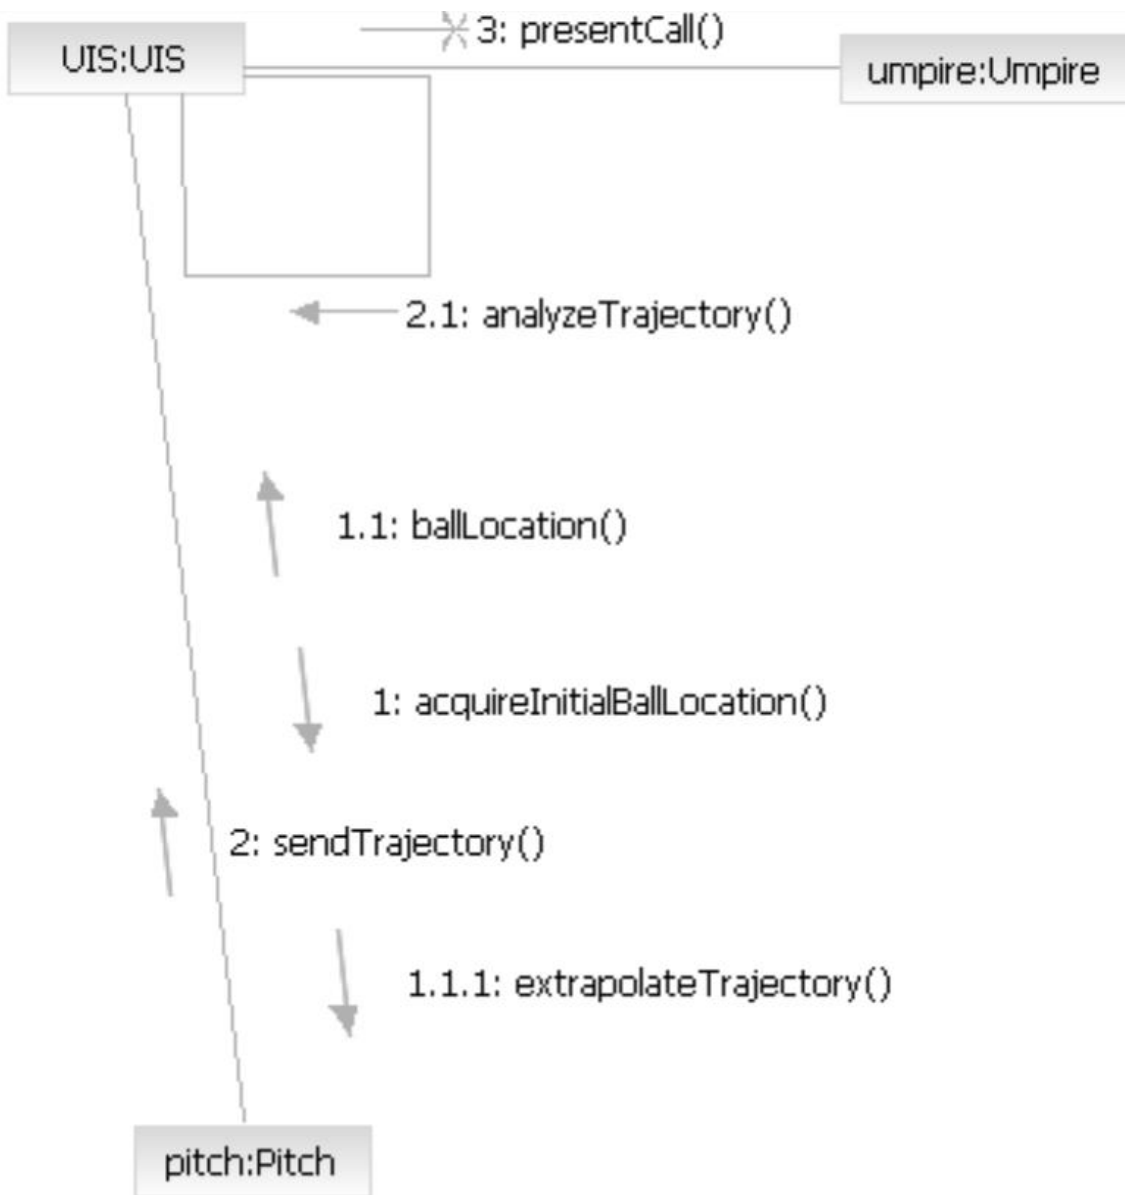 3: presentCall()
UIS:UIS
umpire:Umpire
2.1: analyzeTrajectory()
1.1: ballLocation()
1: acquireInitialBallLocation()
2: sendTrajectory()
1.1.1: extrapolateTrajectory()
pitch:Pitch